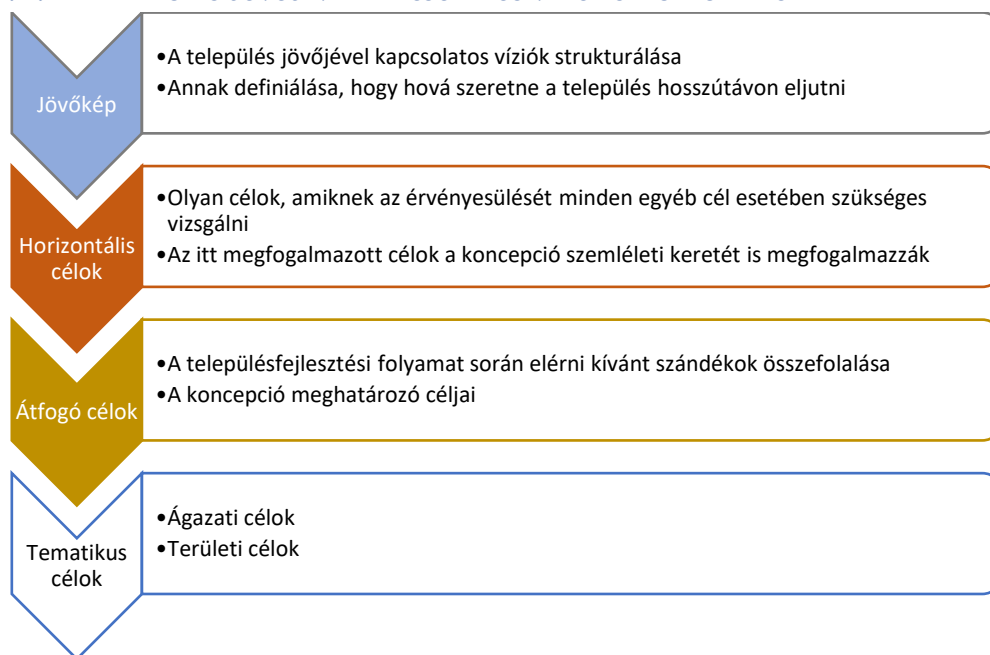 Jövőkép
•A település jövőjével kapcsolatos víziók strukturálása
•Annak definiálása, hogy hová szeretne a település hosszútávon eljutni
Horizontális
célok
•Olyan célok, amiknek az érvényesülését minden egyéb cél esetében szükséges
vizsgálni
•Az itt megfogalmazott célok a koncepció szemléleti keretét is megfogalmazzák
Átfogó célok
•A településfejlesztési folyamat során elérni kívánt szándékok összefolalása
•A koncepció meghatározó céljai
Tematikus
célok
•Ágazati célok
•Területi célok